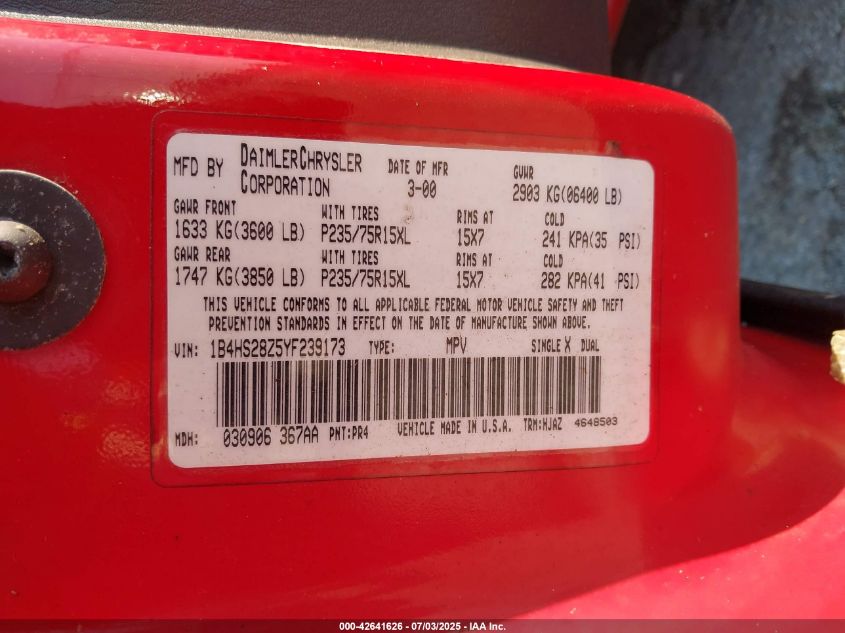 MFD BY DAIMLERCHRYSLER CORPORATION DATE OF MFR 3-00 GVWR 2903 KG(06400 LB)
GAWR FRONT WITH TIRES RIMS AT COLD
1633 KG(3600 LB) P235/75R15XL 15X7 241 KPA(35 PSI)
GAWR REAR WITH TIRES RIMS AT COLD
1747 KG(3850 LB) P235/75R15XL 15X7 282 KPA(41 PSI)
THIS VEHICLE CONFORMS TO ALL APPLICABLE FEDERAL MOTOR VEHICLE SAFETY AND THEFT
PREVENTION STANDARDS IN EFFECT ON THE DATE OF MANUFACTURE SHOWN ABOVE.
VIN: 1B4HS28Z5YF239173 TYPE: MPV SINGLE X DUAL
MDH: 030906 367AA PNT:PR4 VEHICLE MADE IN U.S.A. TRM:HJAZ 4648503
000-42641626 - 07/03/2025 - IAA Inc.